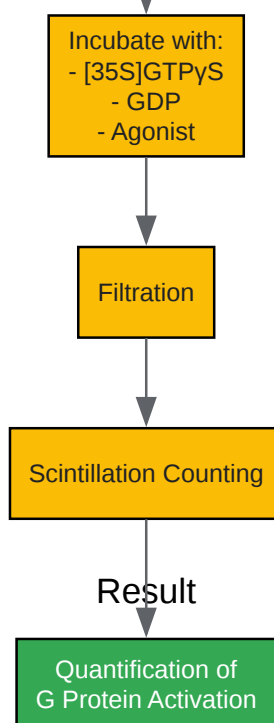 Incubate with:
- [35S]GTPγS
- GDP
- Agonist
Filtration
Scintillation Counting
Result
Quantification of
G Protein Activation